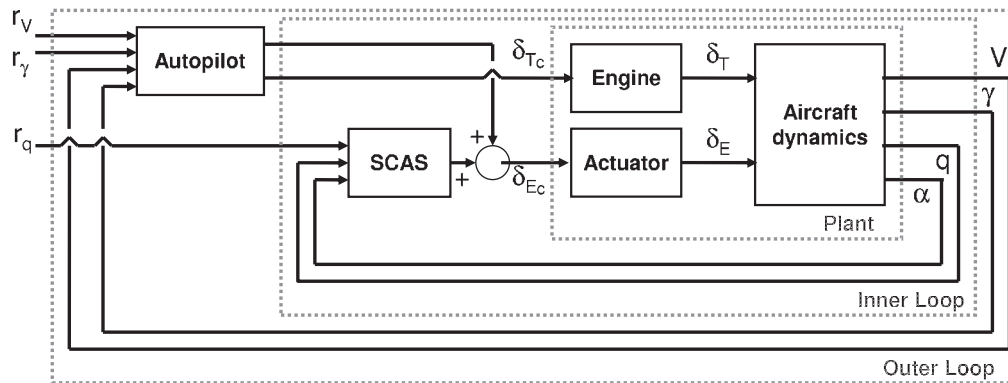 r_V
r_γ
r_q
Autopilot
δ_Tc
Engine
δ_T
Aircraft
dynamics
V
γ
q
α
SCAS
+
+
δ_Ec
Actuator
δ_E
Plant
Inner Loop
Outer Loop